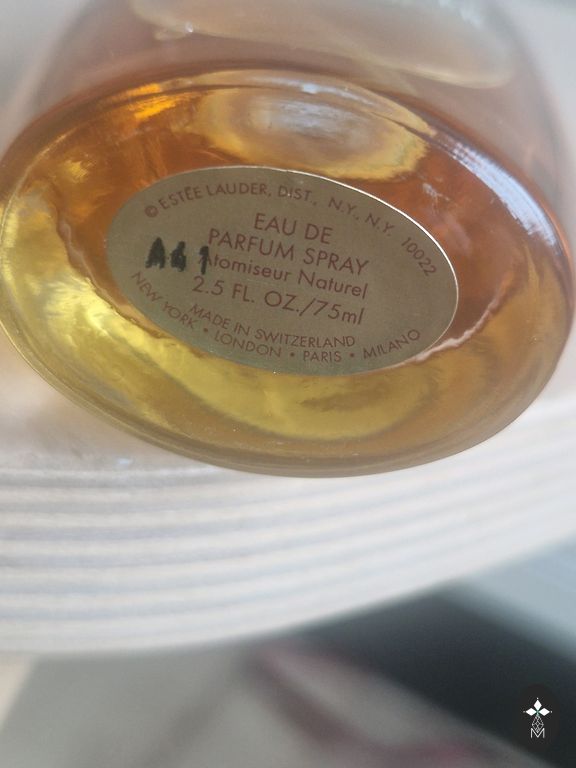 © ESTÉE LAUDER, DIST., N.Y., N.Y. 10022
EAU DE
PARFUM SPRAY
Atomiseur Naturel
2.5 FL. OZ./75ml
MADE IN SWITZERLAND
NEW YORK • LONDON • PARIS • MILANO
M